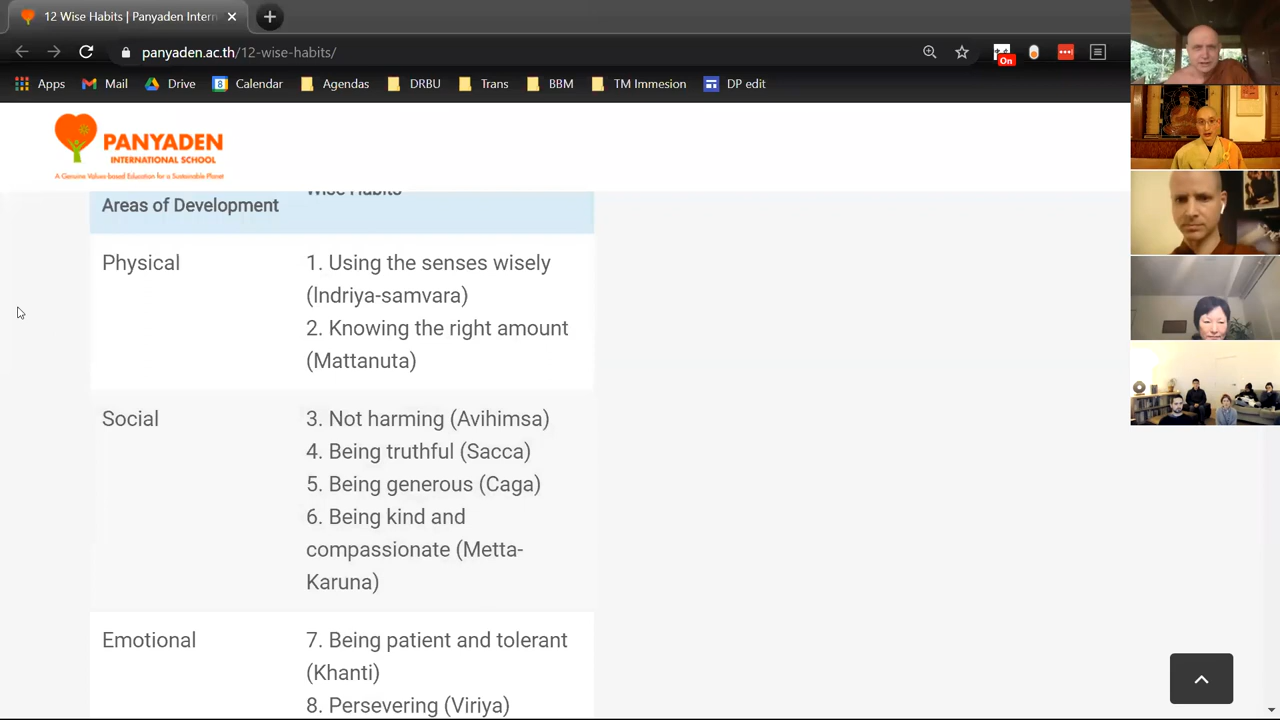 12 Wise Habits | Panyaden Intern
panyaden.ac.th/12-wise-habits/
On
Apps
Mail
Drive
8
Calendar
Agendas
DRBU
Trans
BBM
TM Immesion
DP edit
PANYADEN
INTERNATIONAL SCHOOL
A Genuine Values-based Education for a Sustainable Planet
Wise Habits
Areas of Development
Physical
1. Using the senses wisely
(Indriya-samvara)
2. Knowing the right amount
(Mattanuta)
Social
3. Not harming (Avihimsa)
4. Being truthful (Sacca)
5. Being generous (Caga)
6. Being kind and
compassionate (Metta-
Karuna)
Emotional
7. Being patient and tolerant
(Khanti)
8. Persevering (Viriya)